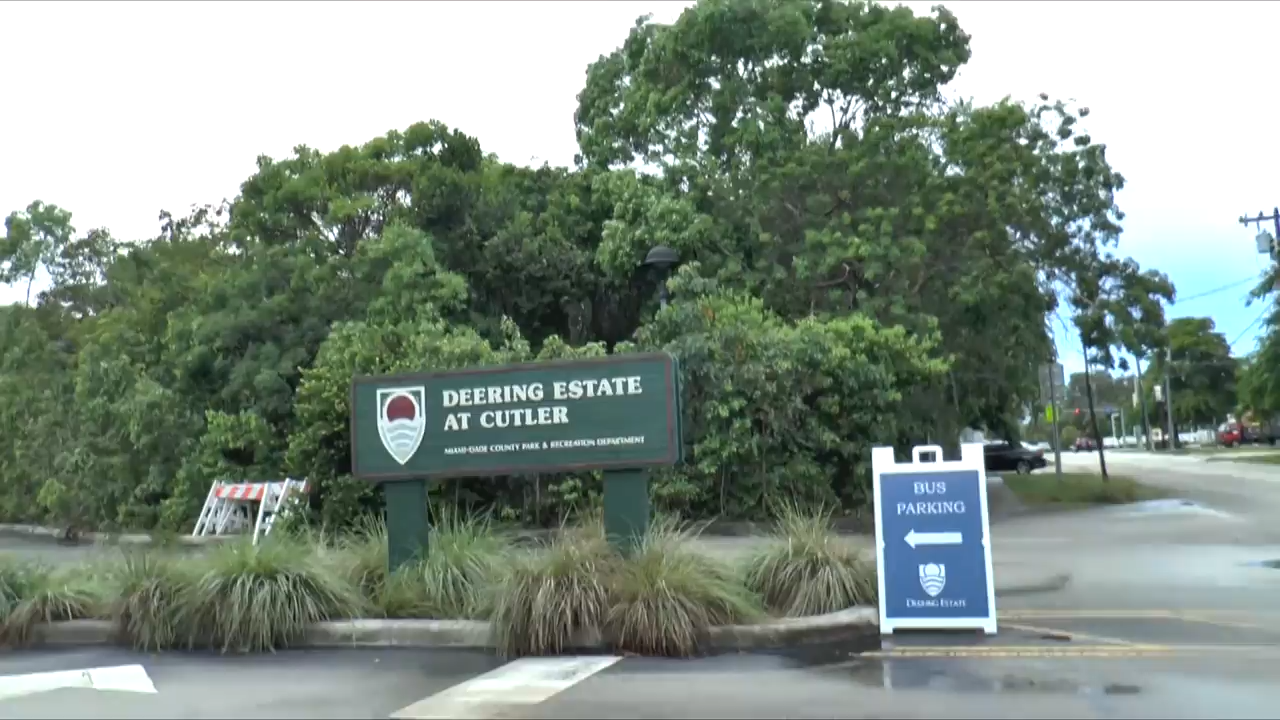 DEERING ESTATE
AT CUTLER
MIAMI-DADE COUNTY PARK & RECREATION DEPARTMENT
BUS
PARKING
DEERING ESTATE